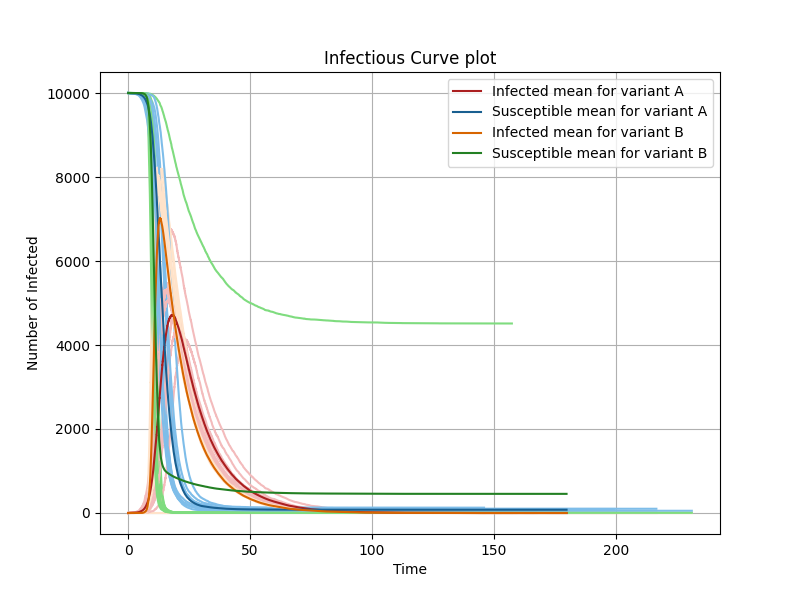 Infectious Curve plot
Infected mean for variant A
Susceptible mean for variant A
Infected mean for variant B
Susceptible mean for variant B
Number of Infected
10000
8000
6000
4000
2000
0
0 50 100 150 200
Time